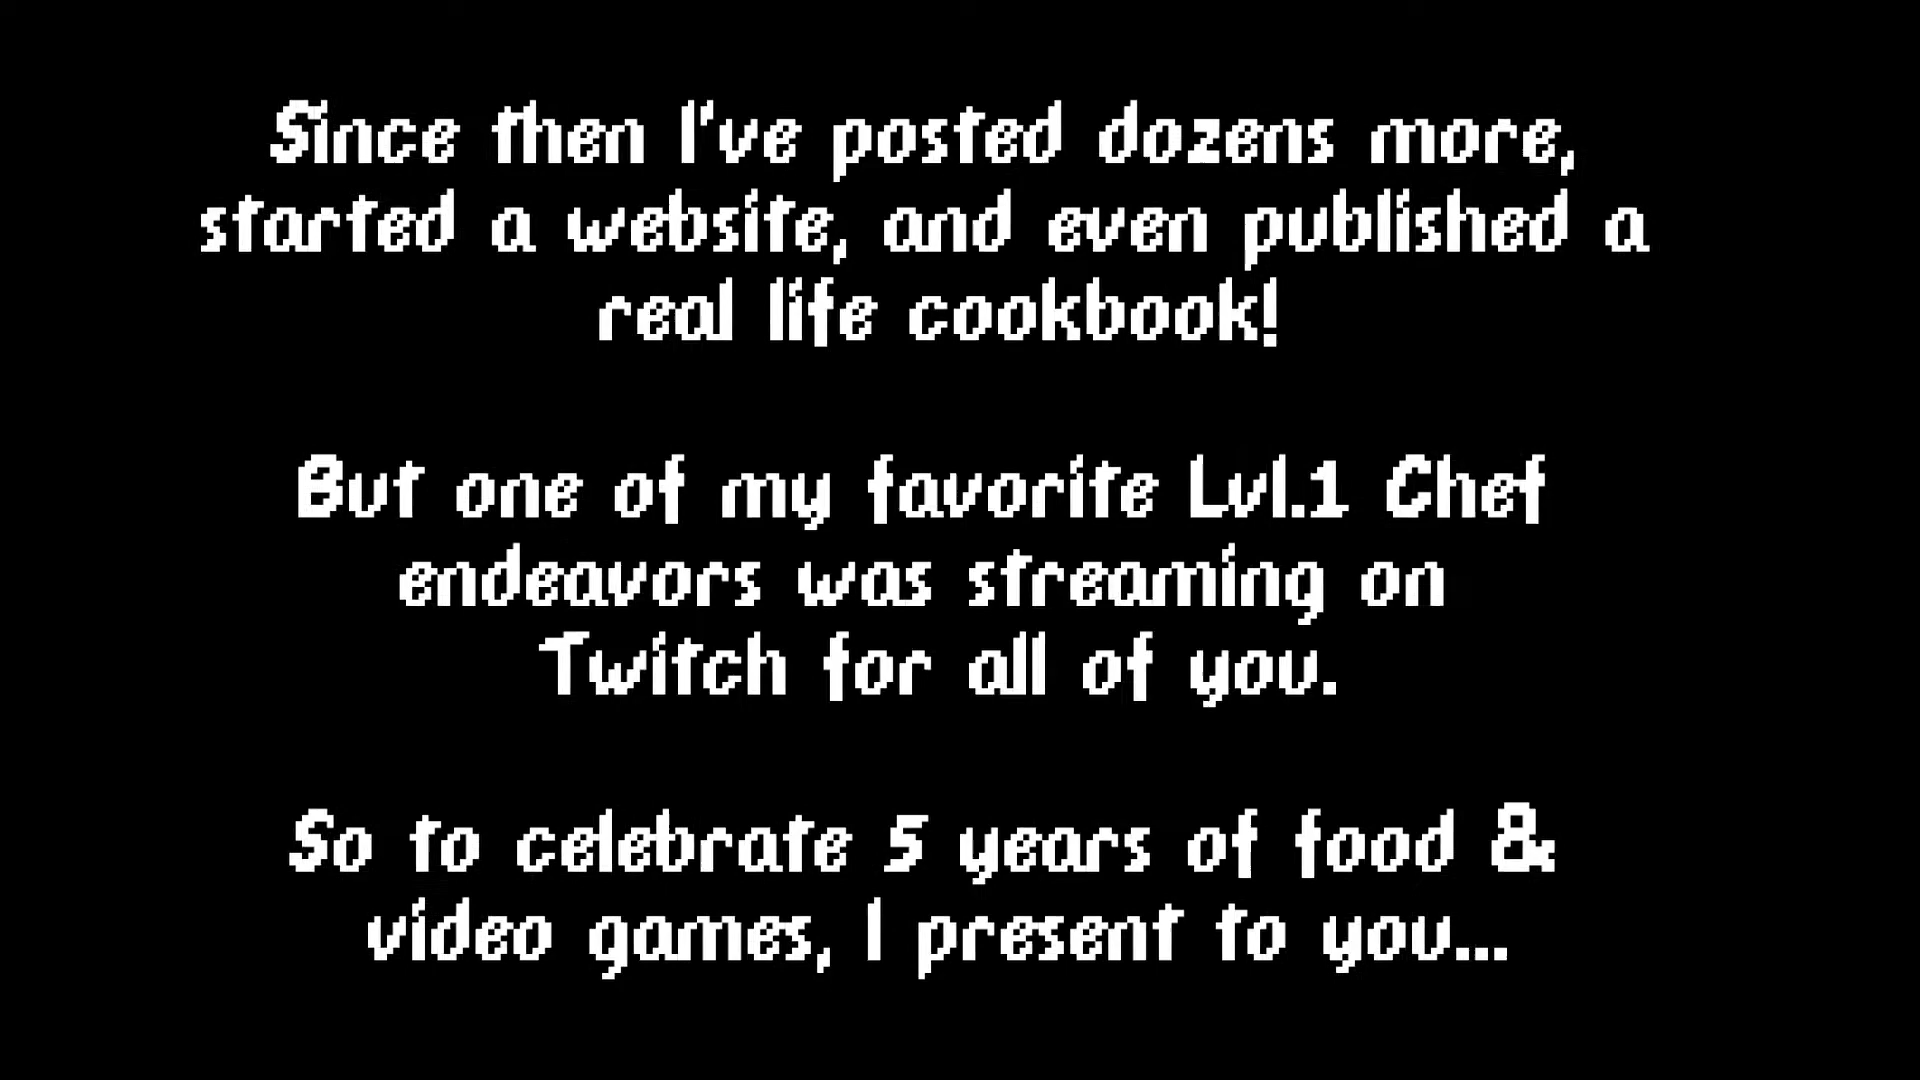 Since then I've posted dozens more,
started a website, and even published a
real life cookbook!
But one of my favorite Lvl.1 Chef
endeavors was streaming on
Twitch for all of you.
So to celebrate 5 years of food &
video games, I present to you...